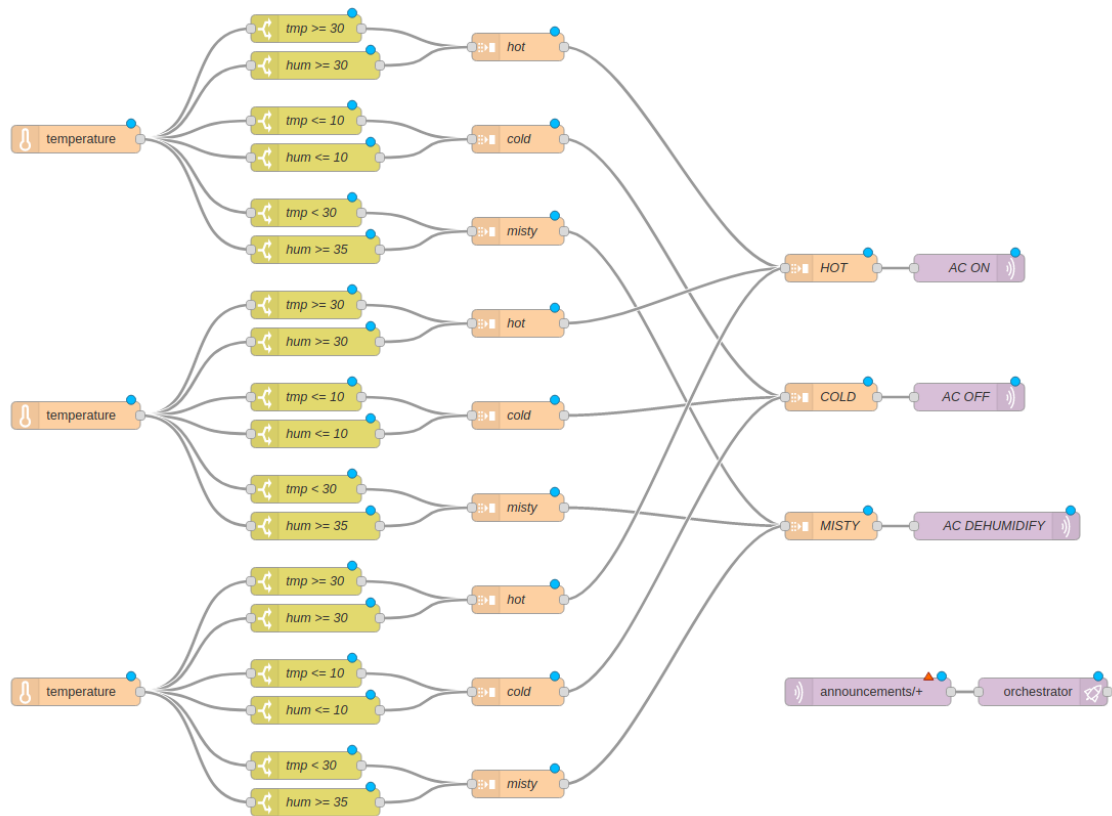 tmp >= 30
hum >= 30
hot
temperature
tmp <= 10
hum <= 10
cold
tmp < 30
hum >= 35
misty
tmp >= 30
hum >= 30
hot
temperature
tmp <= 10
hum <= 10
cold
tmp < 30
hum >= 35
misty
tmp >= 30
hum >= 30
hot
temperature
tmp <= 10
hum <= 10
cold
tmp < 30
hum >= 35
misty
HOT
AC ON
COLD
AC OFF
MISTY
AC DEHUMIDIFY
announcements/+
orchestrator